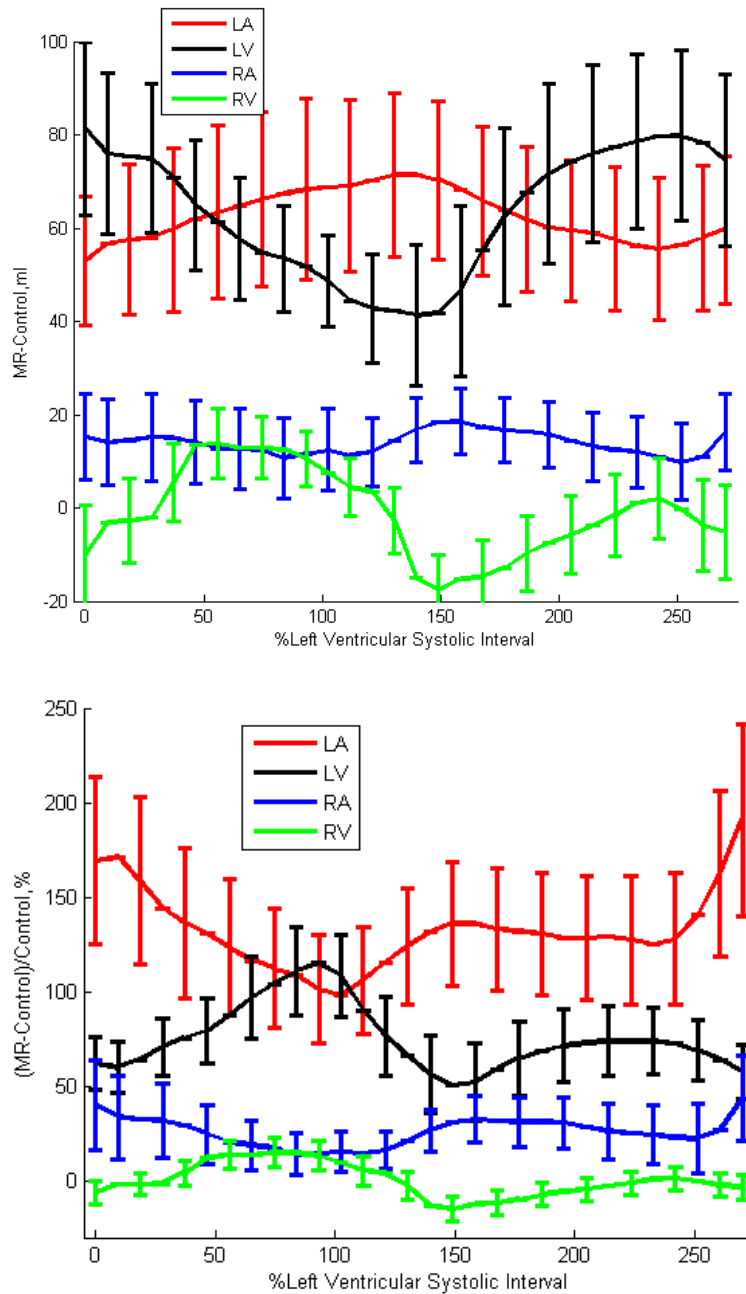 LA
LV
RA
RV
100
80
60
40
20
0
-20
MR-Control,ml
0
50
100
150
200
250
%Left Ventricular Systolic Interval
250
200
150
100
50
0
(MR-Control)/Control,%
LA
LV
RA
RV
0
50
100
150
200
250
%Left Ventricular Systolic Interval